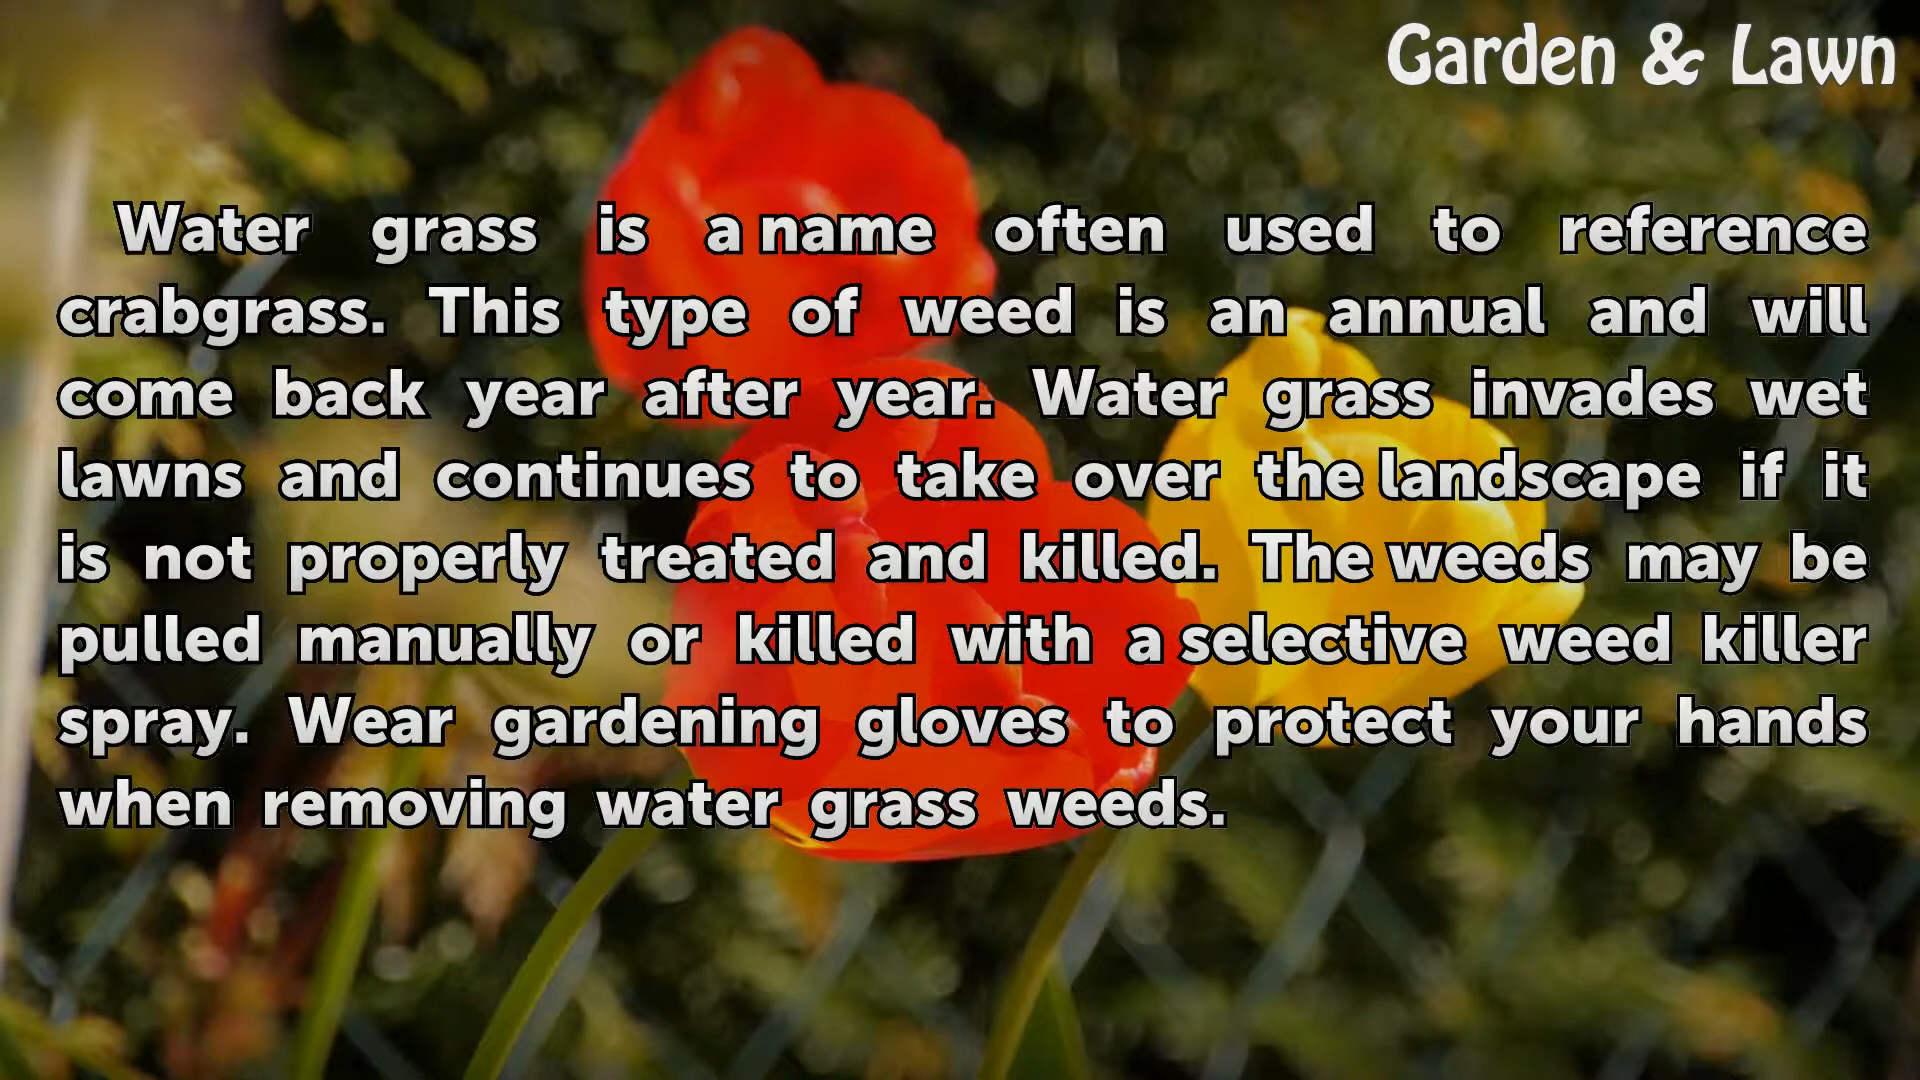 Garden & Lawn
Water grass is a name often used to reference
crabgrass. This type of weed is an annual and will
come back year after year. Water grass invades wet
lawns and continues to take over the landscape if it
is not properly treated and killed. The weeds may be
pulled manually or killed with a selective weed killer
spray. Wear gardening gloves to protect your hands
when removing water grass weeds.